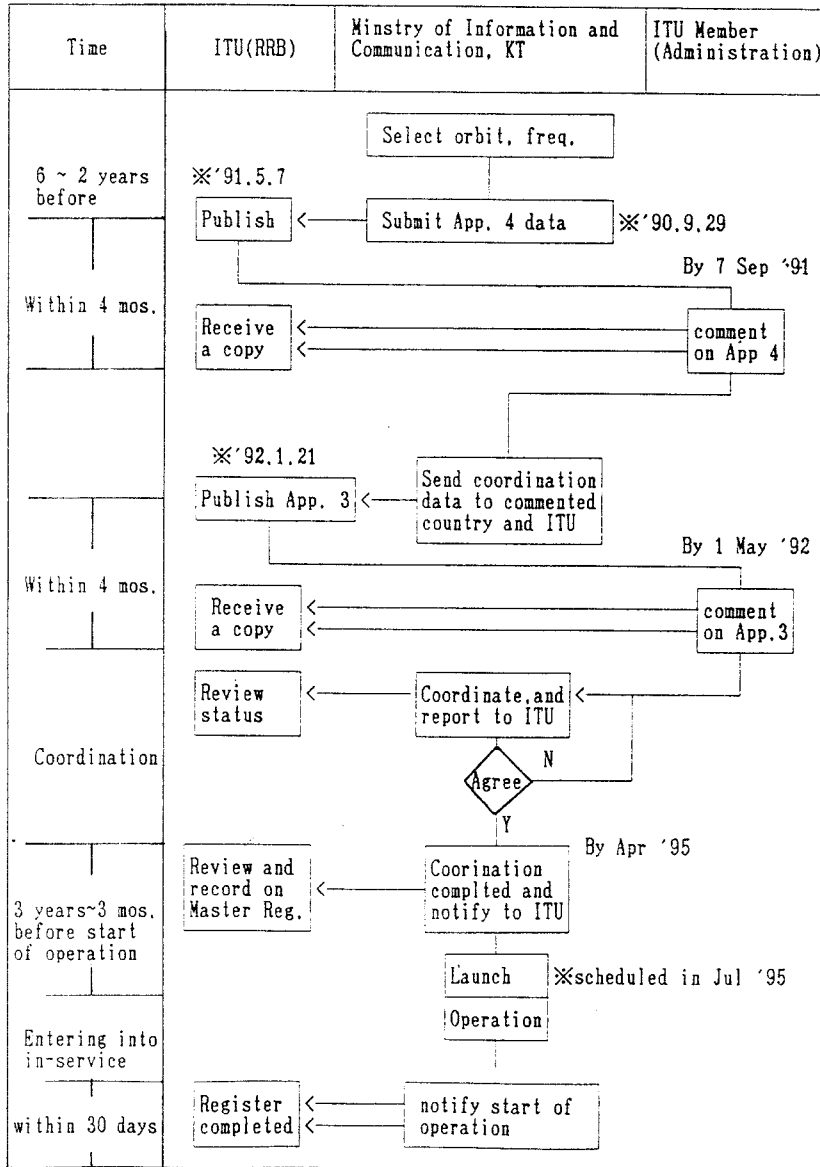 Time
ITU(RRB)
Minstry of Information and
Communication, KT
ITU Member
(Administration)
Select orbit, freq.
6 ~ 2 years
before
※'91.5.7
Publish
Submit App. 4 data
※'90.9.29
By 7 Sep '91
Within 4 mos.
Receive
a copy
comment
on App 4
※'92.1.21
Publish App. 3
Send coordination
data to commented
country and ITU
By 1 May '92
Within 4 mos.
Receive
a copy
comment
on App.3
Review
status
Coordinate,and
report to ITU
Coordination
Agree
N
Y
By Apr '95
Review and
record on
Master Reg.
Coorination
complted and
notify to ITU
3 years~3 mos.
before start
of operation
Launch
※scheduled in Jul '95
Operation
Entering into
in-service
within 30 days
Register
completed
notify start of
operation